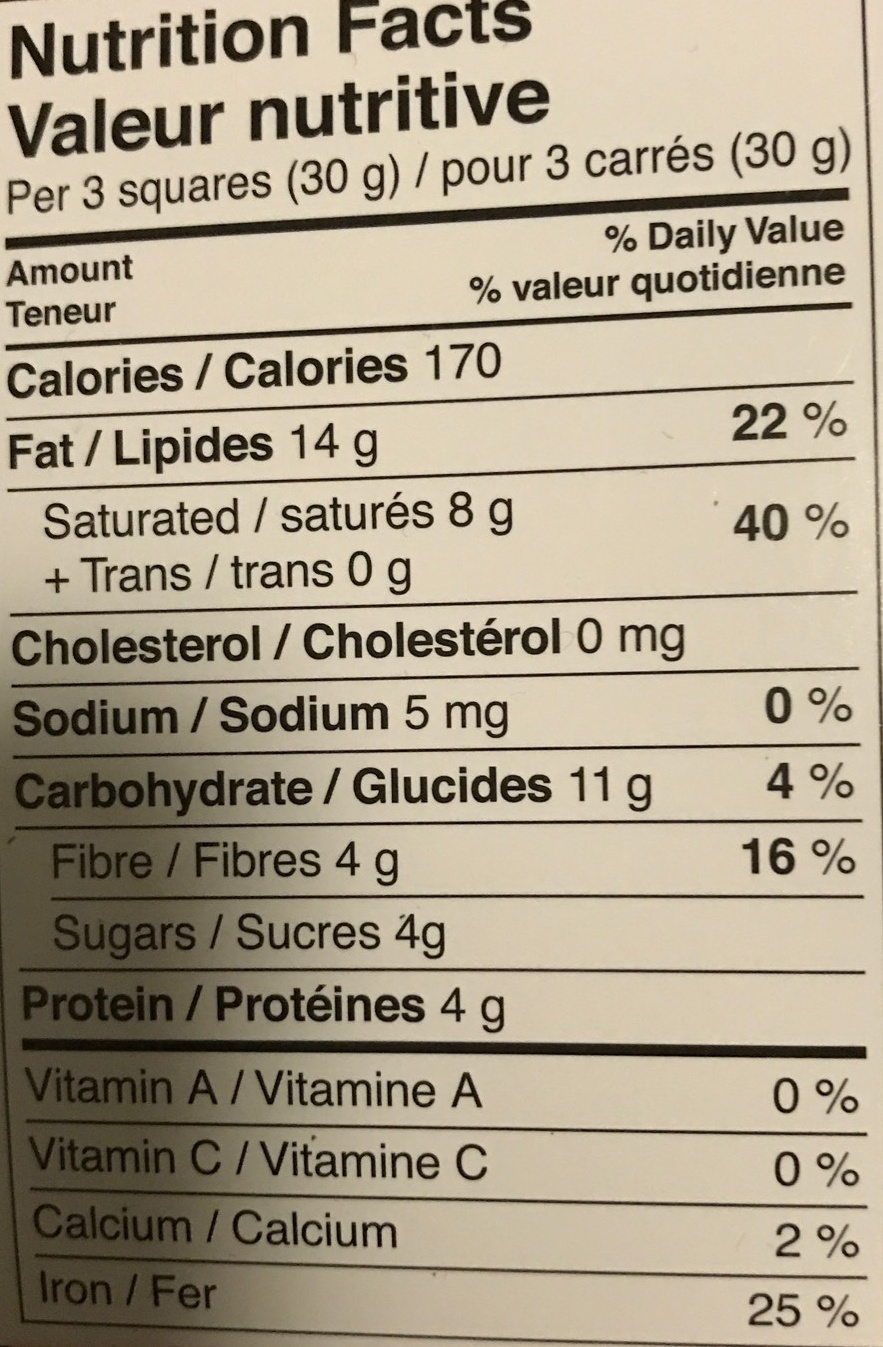 Nutrition Facts
Valeur nutritive
Per 3 squares (30 g) / pour 3 carrés (30 g)
% Daily Value
Amount
% valeur quotidienne
Teneur
Calories / Calories 170
Fat / Lipides 14 g 22 %
Saturated / saturés 8 g 40 %
+ Trans / trans 0 g
Cholesterol / Cholestérol 0 mg
Sodium / Sodium 5 mg 0 %
Carbohydrate / Glucides 11 g 4 %
Fibre / Fibres 4 g 16 %
Sugars / Sucres 4g
Protein / Protéines 4 g
Vitamin A / Vitamine A 0 %
Vitamin C / Vitamine C 0 %
Calcium / Calcium 2 %
Iron / Fer 25 %